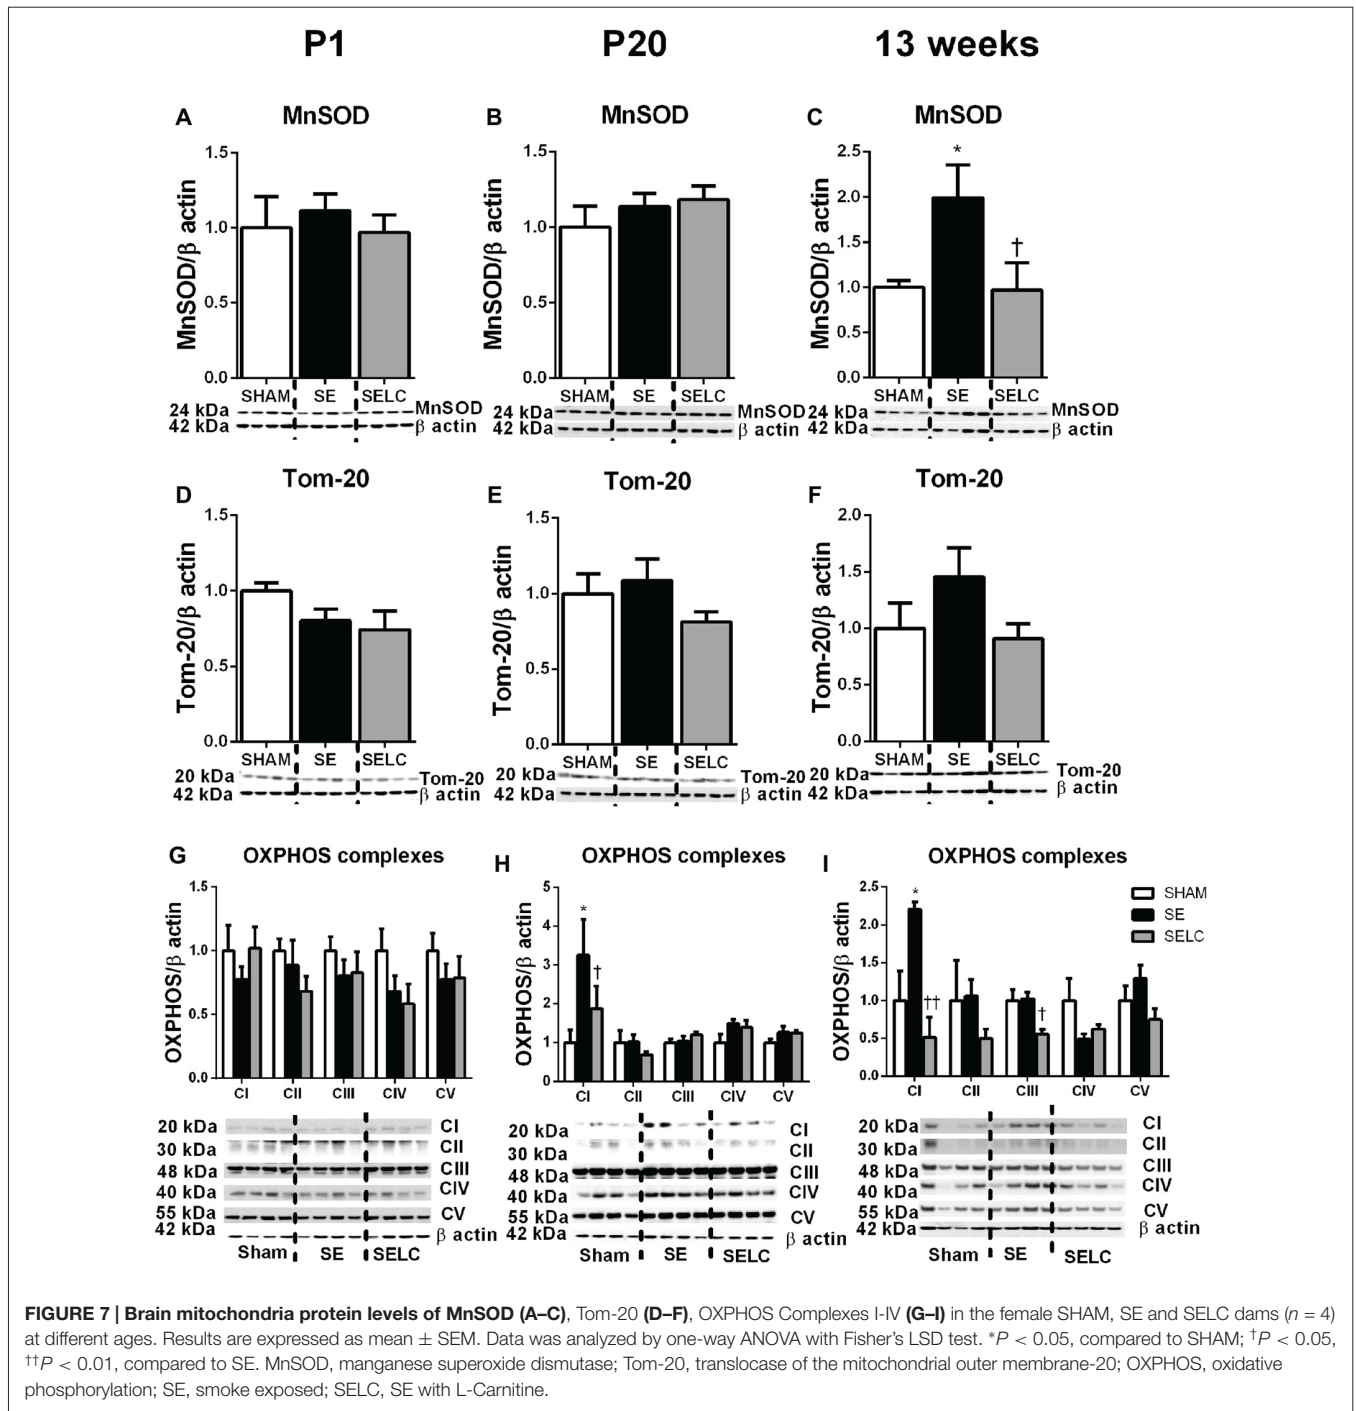 P1 P20 13 weeks
A MnSOD B MnSOD C MnSOD
MnSOD/β actin
1.5
1.0
0.5
0.0
SHAM SE SELC
24 kDa MnSOD
42 kDa β actin
MnSOD/β actin
1.5
1.0
0.5
0.0
SHAM SE SELC
24 kDa MnSOD
42 kDa β actin
MnSOD/β actin
2.5
2.0
1.5
1.0
0.5
0.0
*
†
SHAM SE SELC
24 kDa MnSOD
42 kDa β actin
D Tom-20 E Tom-20 F Tom-20
Tom-20/β actin
1.5
1.0
0.5
0.0
SHAM SE SELC
20 kDa Tom-20
42 kDa β actin
Tom-20/β actin
1.5
1.0
0.5
0.0
SHAM SE SELC
20 kDa Tom-20
42 kDa β actin
Tom-20/β actin
2.0
1.5
1.0
0.5
0.0
SHAM SE SELC
20 kDa Tom-20
42 kDa β actin
G OXPHOS complexes H OXPHOS complexes I OXPHOS complexes
OXPHOS/β actin
1.5
1.0
0.5
0.0
CI CII CIII CIV CV
20 kDa CI
30 kDa CII
48 kDa CIII
40 kDa CIV
55 kDa CV
42 kDa β actin
Sham SE SELC
OXPHOS/β actin
5
4
3
2
1
0
*
†
CI CII CIII CIV CV
20 kDa CI
30 kDa CII
48 kDa CIII
40 kDa CIV
55 kDa CV
42 kDa β actin
Sham SE SELC
OXPHOS/β actin
2.5
2.0
1.5
1.0
0.5
0.0
*
††
†
SHAM
SE
SELC
CI CII CIII CIV CV
20 kDa CI
30 kDa CII
48 kDa CIII
40 kDa CIV
55 kDa CV
42 kDa β actin
Sham SE SELC
FIGURE 7 | Brain mitochondria protein levels of MnSOD (A–C), Tom-20 (D–F), OXPHOS Complexes I-IV (G–I) in the female SHAM, SE and SELC dams (n = 4)
at different ages. Results are expressed as mean ± SEM. Data was analyzed by one-way ANOVA with Fisher's LSD test. *P < 0.05, compared to SHAM; †P < 0.05,
††P < 0.01, compared to SE. MnSOD, manganese superoxide dismutase; Tom-20, translocase of the mitochondrial outer membrane-20; OXPHOS, oxidative
phosphorylation; SE, smoke exposed; SELC, SE with L-Carnitine.